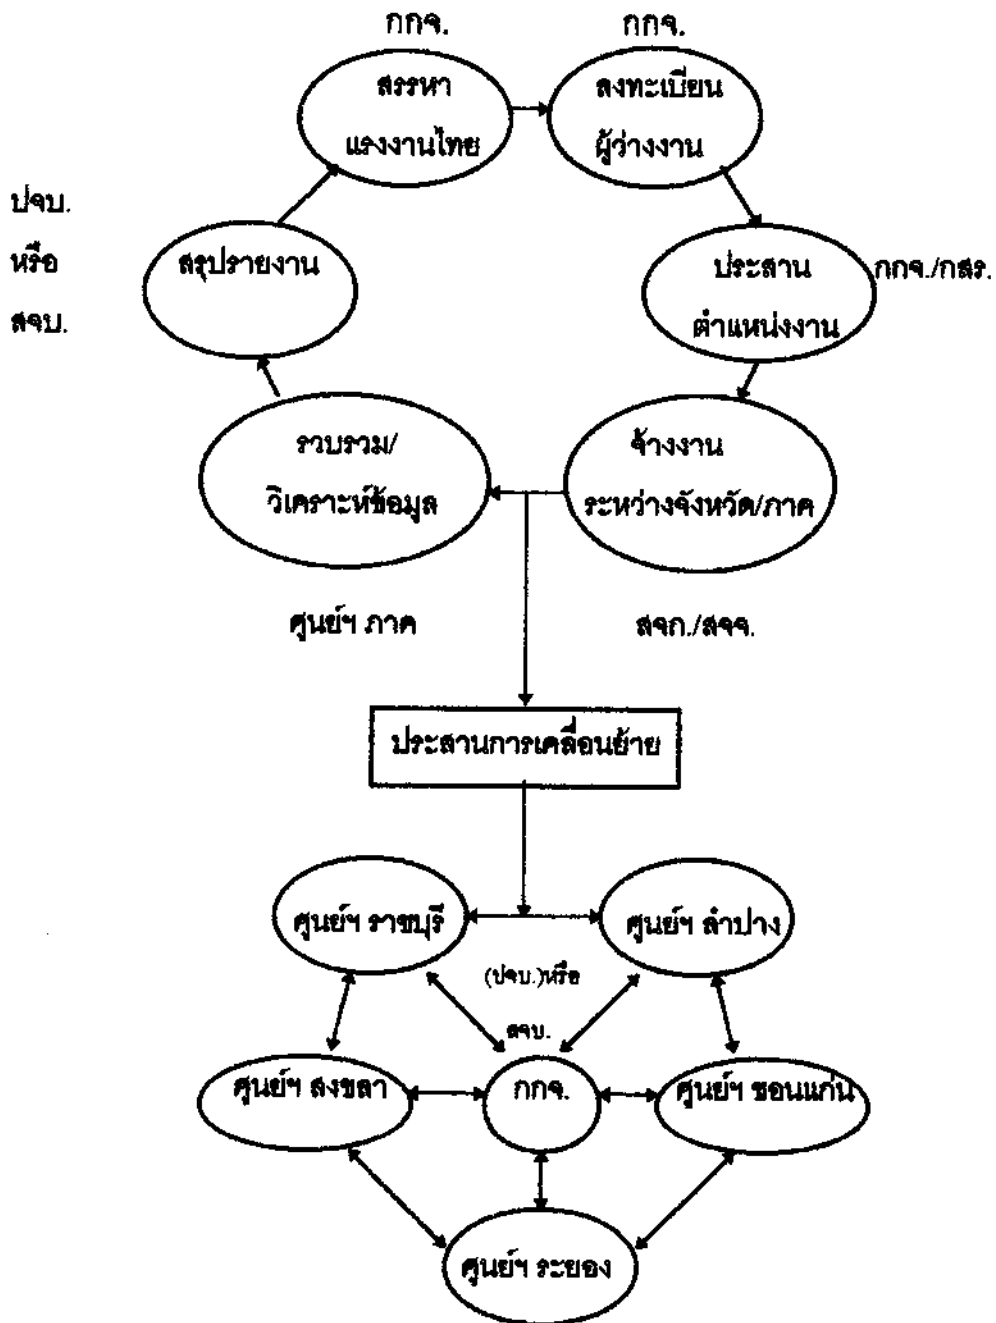 กกจ.
กกจ.
สรรหา
แรงงานไทย
ลงทะเบียน
ผู้ว่างงาน
ปจบ.
หรือ
สจบ.
สรุปรายงาน
ประสาน
ตำแหน่งงาน
กกจ./กสร.
รวบรวม/
วิเคราะห์ข้อมูล
จ้างงาน
ระหว่างจังหวัด/ภาค
ศูนย์ฯ ภาค
สจก./สจจ.
ประสานการเคลื่อนย้าย
ศูนย์ฯ ราชบุรี
ศูนย์ฯ ลำปาง
(ปจบ.)หรือ
สจบ.
ศูนย์ฯ สงขลา
กกจ.
ศูนย์ฯ ขอนแก่น
ศูนย์ฯ ระยอง